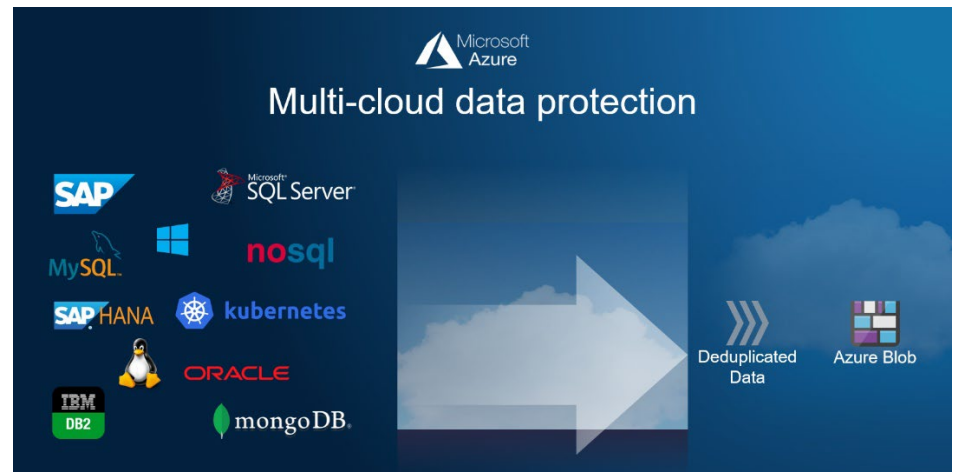 Microsoft
Azure
Multi-cloud data protection
SAP
Microsoft®
SQL Server®
MySQL™
nosql
SAP HANA
kubernetes
ORACLE
IBM
DB2
mongoDB®
Deduplicated
Data
Azure Blob